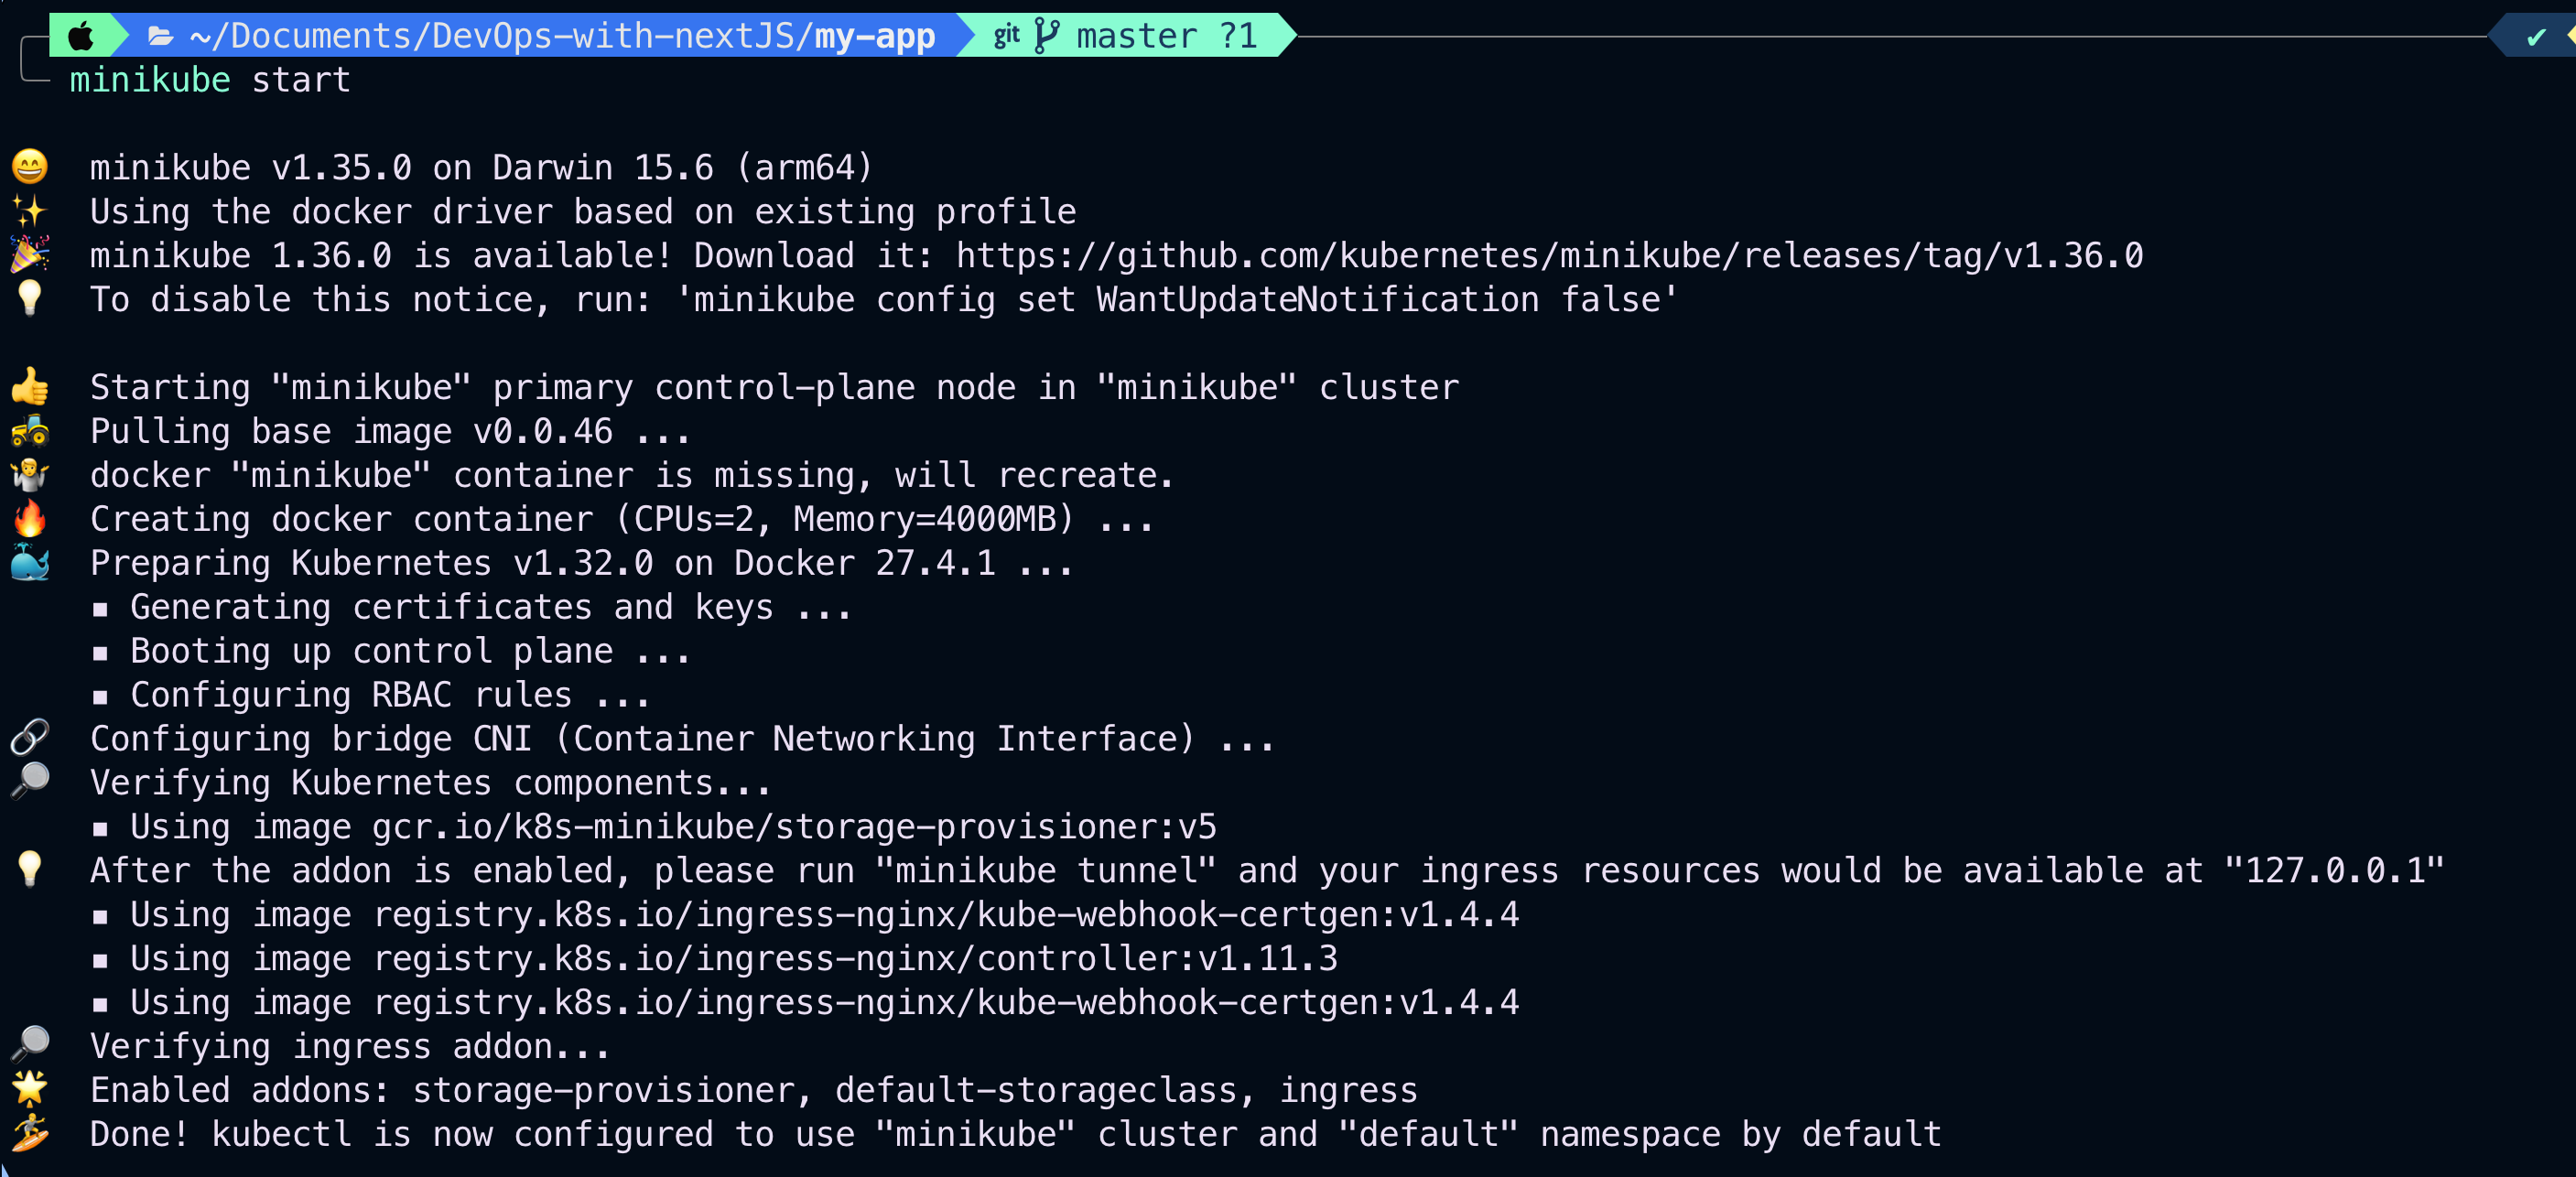 ~/Documents/DevOps-with-nextJS/my-app git master ?1 ✔
minikube start
😄 minikube v1.35.0 on Darwin 15.6 (arm64)
✨ Using the docker driver based on existing profile
🎉 minikube 1.36.0 is available! Download it: https://github.com/kubernetes/minikube/releases/tag/v1.36.0
💡 To disable this notice, run: 'minikube config set WantUpdateNotification false'
👍 Starting "minikube" primary control-plane node in "minikube" cluster
🚜 Pulling base image v0.0.46 ...
🤷 docker "minikube" container is missing, will recreate.
🔥 Creating docker container (CPUs=2, Memory=4000MB) ...
🐳 Preparing Kubernetes v1.32.0 on Docker 27.4.1 ...
▪ Generating certificates and keys ...
▪ Booting up control plane ...
▪ Configuring RBAC rules ...
🔗 Configuring bridge CNI (Container Networking Interface) ...
🔎 Verifying Kubernetes components...
▪ Using image gcr.io/k8s-minikube/storage-provisioner:v5
💡 After the addon is enabled, please run "minikube tunnel" and your ingress resources would be available at "127.0.0.1"
▪ Using image registry.k8s.io/ingress-nginx/kube-webhook-certgen:v1.4.4
▪ Using image registry.k8s.io/ingress-nginx/controller:v1.11.3
▪ Using image registry.k8s.io/ingress-nginx/kube-webhook-certgen:v1.4.4
🔎 Verifying ingress addon...
🌟 Enabled addons: storage-provisioner, default-storageclass, ingress
🏄 Done! kubectl is now configured to use "minikube" cluster and "default" namespace by default